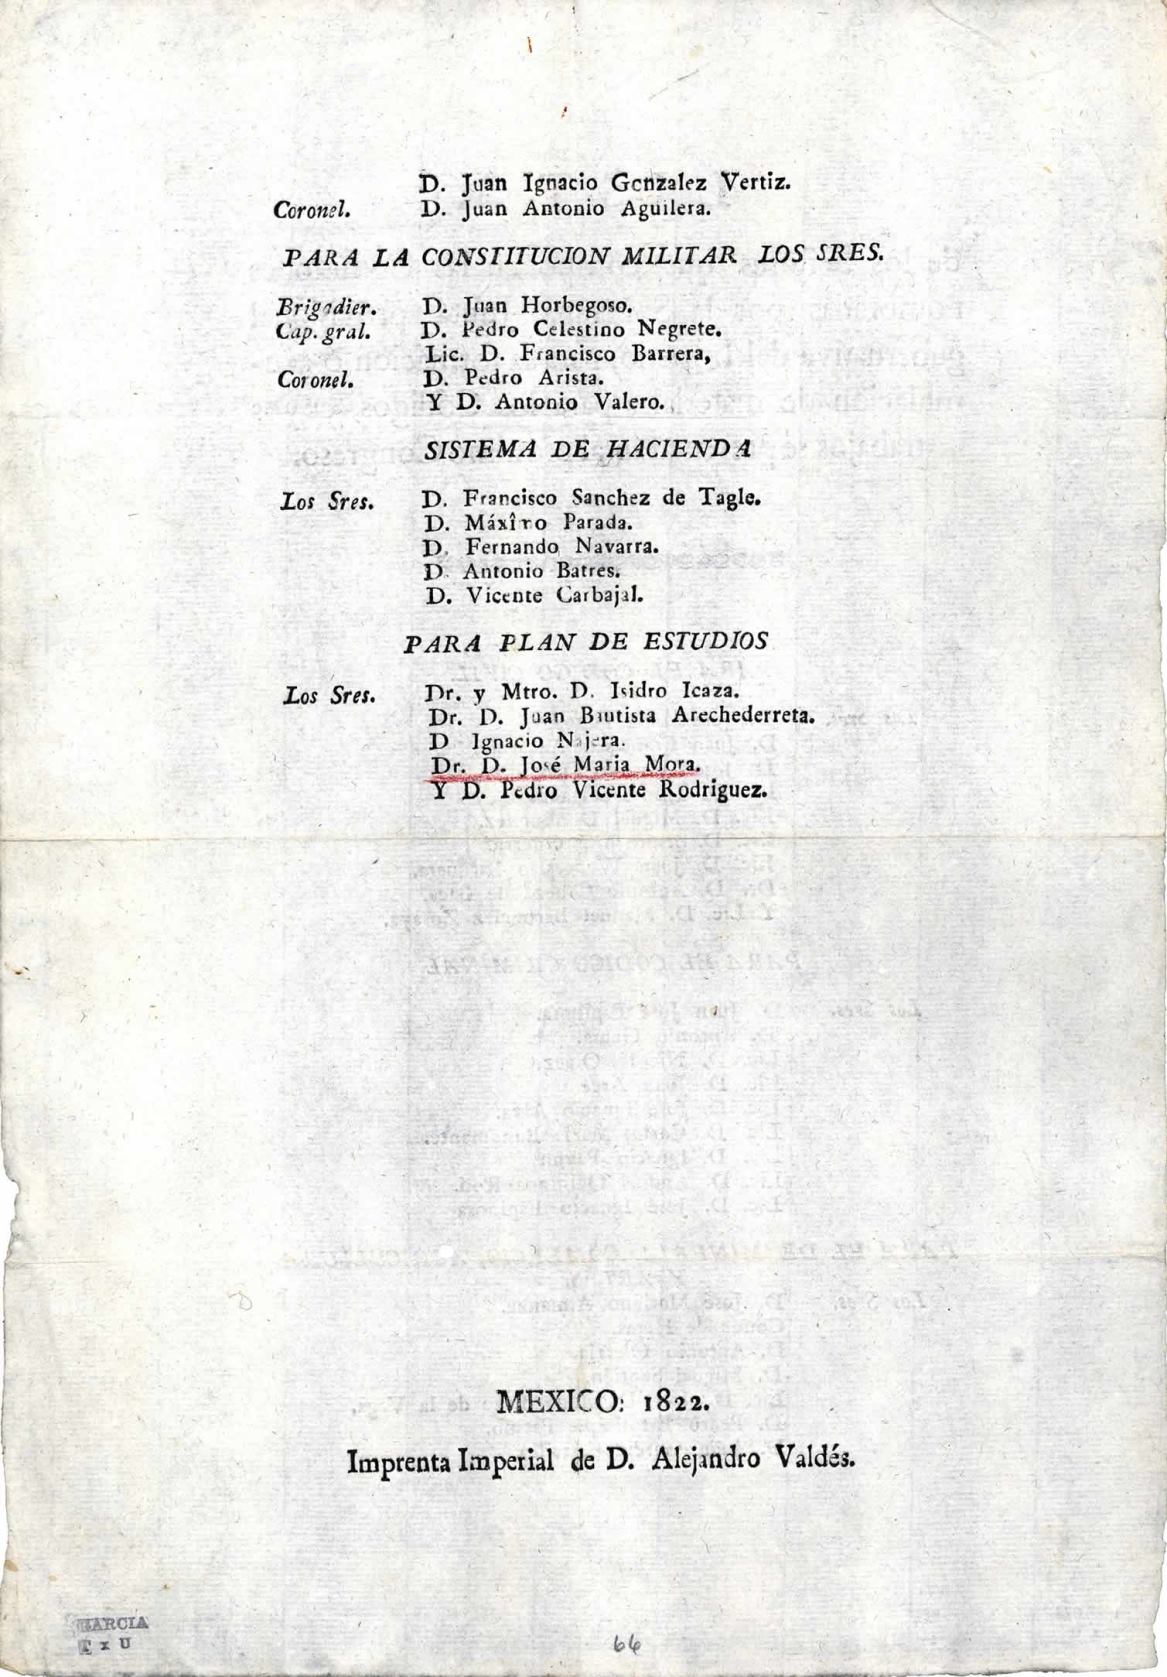 D. Juan Ignacio Gonzalez Vertiz.
Coronel. D. Juan Antonio Aguilera.
PARA LA CONSTITUCION MILITAR LOS SRES.
Brigadier. D. Juan Horbegoso.
Cap. gral. D. Pedro Celestino Negrete.
Lic. D. Francisco Barrera,
Coronel. D. Pedro Arista.
Y D. Antonio Valero.
SISTEMA DE HACIENDA
Los Sres. D. Francisco Sanchez de Tagle.
D. Máximo Parada.
D. Fernando Navarra.
D. Antonio Batres.
D. Vicente Carbajal.
PARA PLAN DE ESTUDIOS
Los Sres. Dr. y Mtro. D. Isidro Icaza.
Dr. D. Juan Bautista Arechederreta.
D Ignacio Najera.
Dr. D. José Maria Mora.
Y D. Pedro Vicente Rodriguez.
MEXICO: 1822.
Imprenta Imperial de D. Alejandro Valdés.
GARCIA
T x U
66